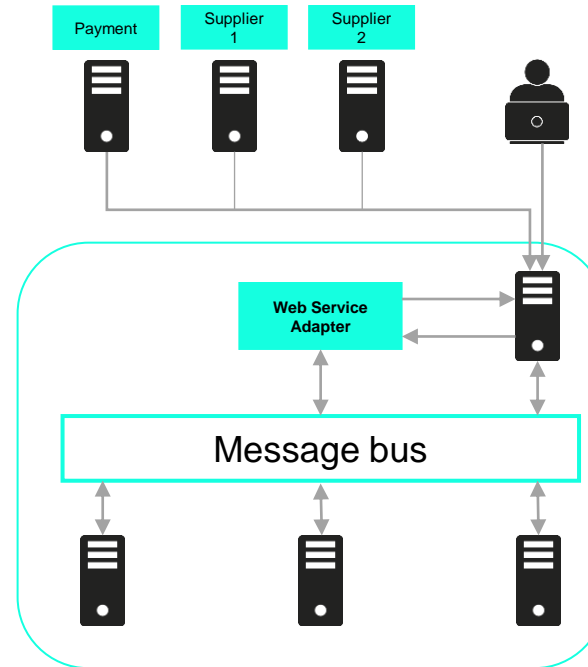 Payment
Supplier
1
Supplier
2
Web Service
Adapter
Message bus